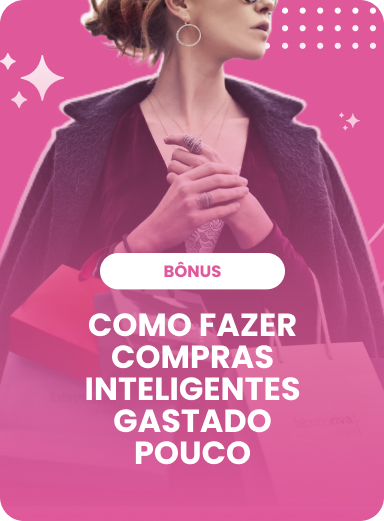 BÔNUS
COMO FAZER
COMPRAS
INTELIGENTES
GASTADO
POUCO